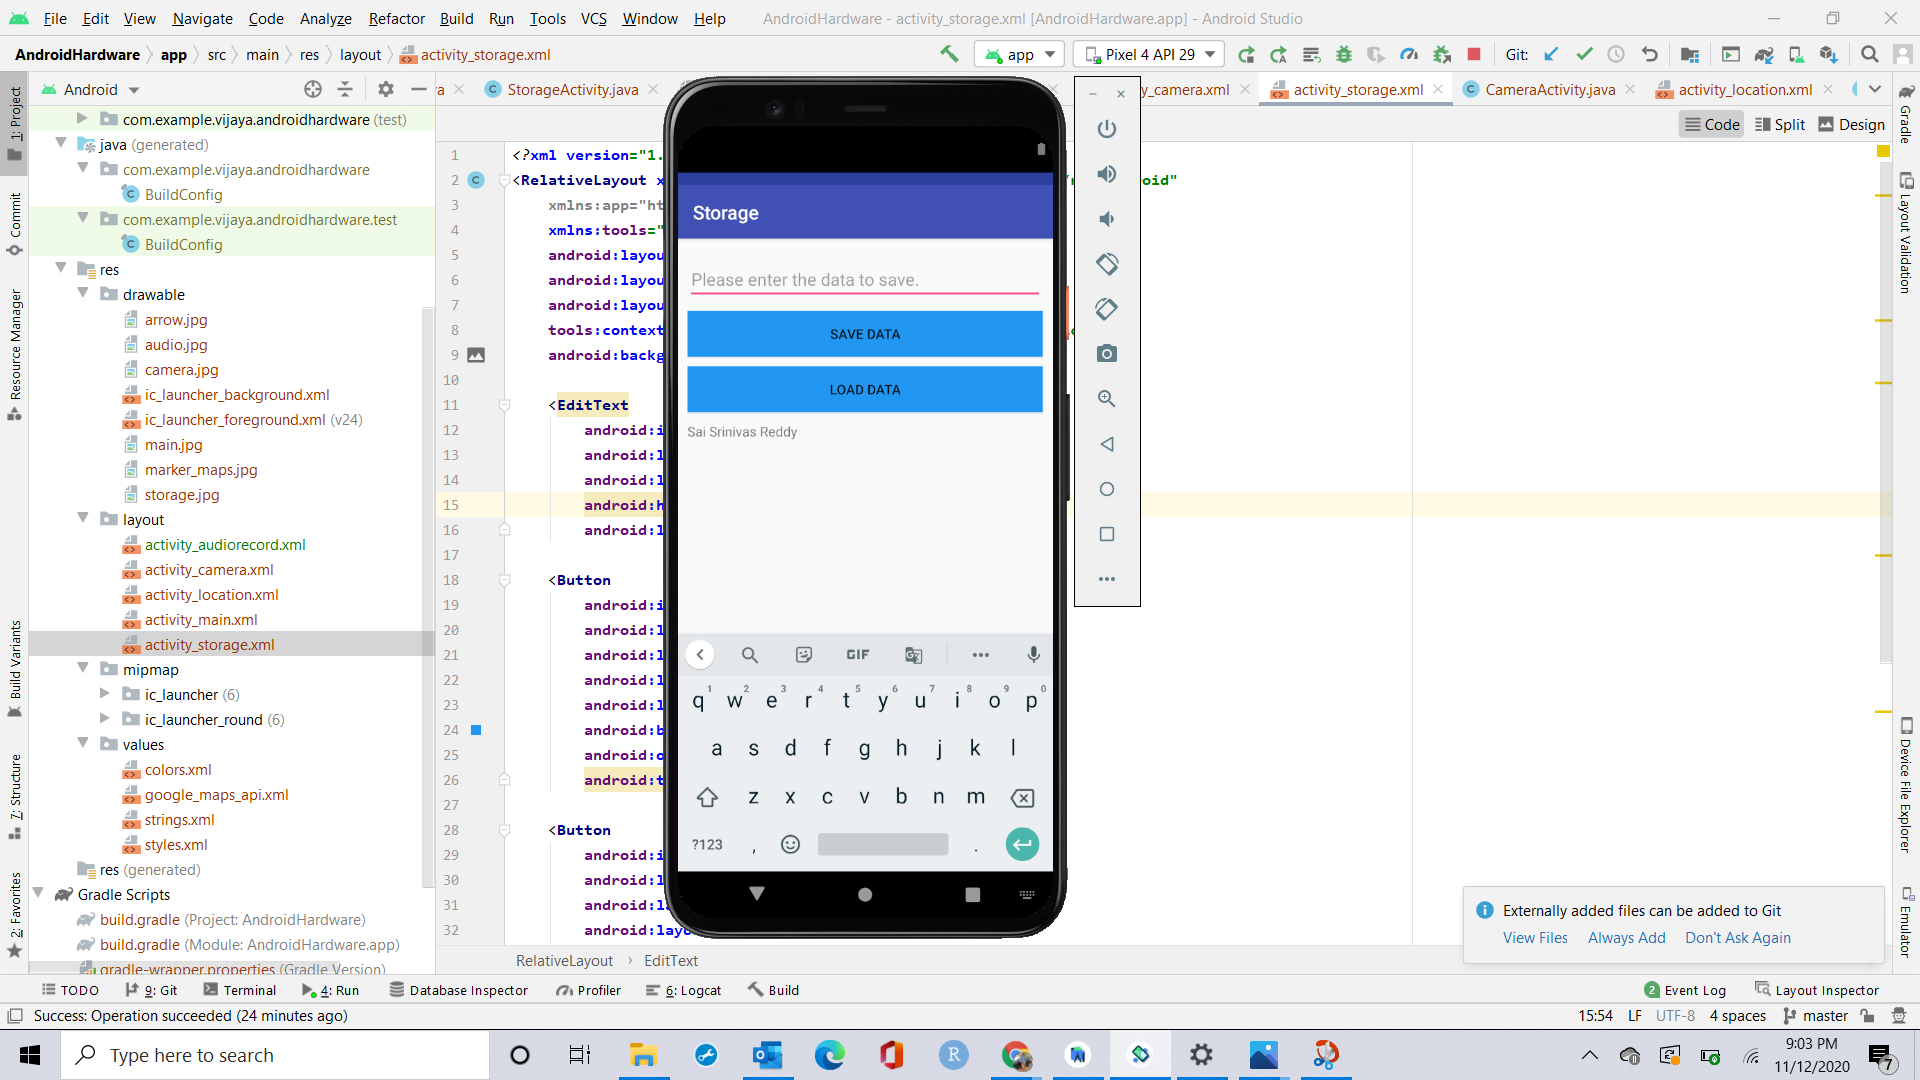 File Edit View Navigate Code Analyze Refactor Build Run Tools VCS Window Help AndroidHardware - activity_storage.xml [AndroidHardware.app] - Android Studio
AndroidHardware app src main res layout activity_storage.xml app Pixel 4 API 29 Git:
Android StorageActivity.java y_camera.xml activity_storage.xml CameraActivity.java activity_location.xml
Code Split Design
1: Project
Commit
Resource Manager
Build Variants
7: Structure
2: Favorites
com.example.vijaya.androidhardware (test)
java (generated)
com.example.vijaya.androidhardware
BuildConfig
com.example.vijaya.androidhardware.test
BuildConfig
res
drawable
arrow.jpg
audio.jpg
camera.jpg
ic_launcher_background.xml
ic_launcher_foreground.xml (v24)
main.jpg
marker_maps.jpg
storage.jpg
layout
activity_audiorecord.xml
activity_camera.xml
activity_location.xml
activity_main.xml
activity_storage.xml
mipmap
ic_launcher (6)
ic_launcher_round (6)
values
colors.xml
google_maps_api.xml
strings.xml
styles.xml
res (generated)
Gradle Scripts
build.gradle (Project: AndroidHardware)
build.gradle (Module: AndroidHardware.app)
gradle-wrapper.properties (Gradle Version)
1 <?xml version="1.
2 <RelativeLayout x oid"
3 xmlns:app="ht
4 xmlns:tools="
5 android:layou
6 android:layou
7 android:layou
8 tools:context
9 android:backg
10
11 <EditText
12 android:i
13 android:l
14 android:l
15 android:h
16 android:l
17
18 <Button
19 android:i
20 android:l
21 android:l
22 android:l
23 android:l
24 android:b
25 android:o
26 android:t
27
28 <Button
29 android:i
30 android:l
31 android:la
32 android:layo
RelativeLayout EditText
Storage
Please enter the data to save.
SAVE DATA
LOAD DATA
Sai Srinivas Reddy
GIF
q1 w2 e3 r4 t5 y6 u7 i8 o9 p0
a s d f g h j k l
z x c v b n m
?123 , .
Gradle
Layout Validation
Device File Explorer
Emulator
Externally added files can be added to Git
View Files Always Add Don't Ask Again
TODO 9: Git Terminal 4: Run Database Inspector Profiler 6: Logcat Build 2 Event Log Layout Inspector
Success: Operation succeeded (24 minutes ago) 15:54 LF UTF-8 4 spaces master
Type here to search
R
9:03 PM
11/12/2020
7